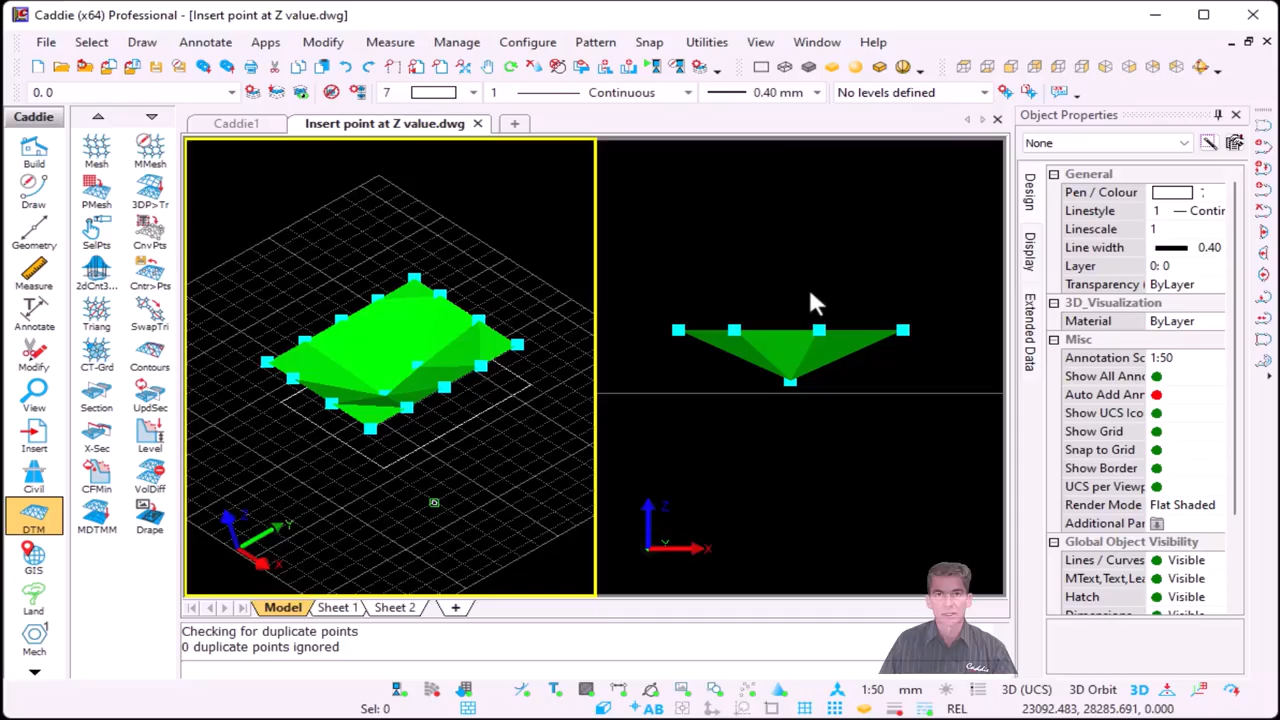 Caddie (x64) Professional - [Insert point at Z value.dwg]
File Select Draw Annotate Apps Modify Measure Manage Configure Pattern Snap Utilities View Window Help
0. 0 7 1 Continuous 0.40 mm No levels defined
Caddie
Caddie1 Insert point at Z value.dwg
Object Properties
None
Build
Draw
Geometry
Measure
Annotate
Modify
View
Insert
Civil
DTM
GIS
Land
Mech
Mesh MMesh
PMesh 3DP>Tr
SelPts CnvPts
2dCnt3... Cntr>Pts
Triang SwapTri
CT-Grd Contours
Section UpdSec
X-Sec Level
CFMin VolDiff
MDTMM Drape
Z
Y
X
Z
Y
X
Design
Display
Extended Data
General
Pen / Colour
Linestyle 1 Contin
Linescale 1
Line width 0.40
Layer 0: 0
Transparency ( ByLayer
3D_Visualization
Material ByLayer
Misc
Annotation Sc 1:50
Show All Anno
Auto Add Ann
Show UCS Ico
Show Grid
Snap to Grid
Show Border
UCS per Viewp
Render Mode Flat Shaded
Additional Par
Global Object Visibility
Lines / Curves Visible
MText,Text,Lea Visible
Hatch Visible
Model Sheet 1 Sheet 2
Checking for duplicate points
0 duplicate points ignored
Caddie
1:50 mm 3D (UCS) 3D Orbit 3D
Sel: 0 AB REL 23092.483, 28285.691, 0.000